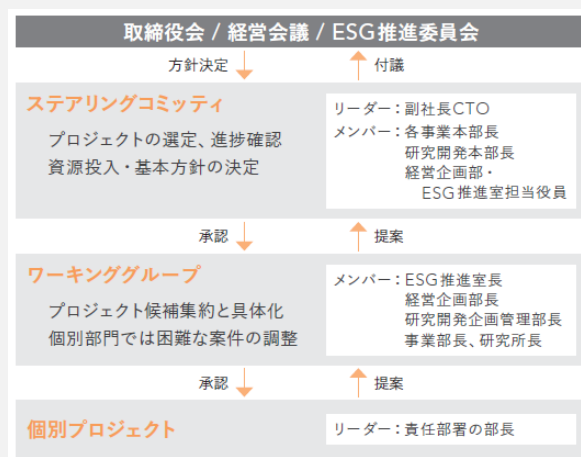 取締役会 / 経営会議 / ESG推進委員会
方針決定
付議
ステアリングコミッティ
プロジェクトの選定、進捗確認
資源投入・基本方針の決定
リーダー：副社長CTO
メンバー：各事業本部長
研究開発本部長
経営企画部・
ESG推進室担当役員
承認
提案
ワーキンググループ
プロジェクト候補集約と具体化
個別部門では困難な案件の調整
メンバー：ESG推進室長
経営企画部長
研究開発企画管理部長
事業部長、研究所長
承認
提案
個別プロジェクト
リーダー：責任部署の部長